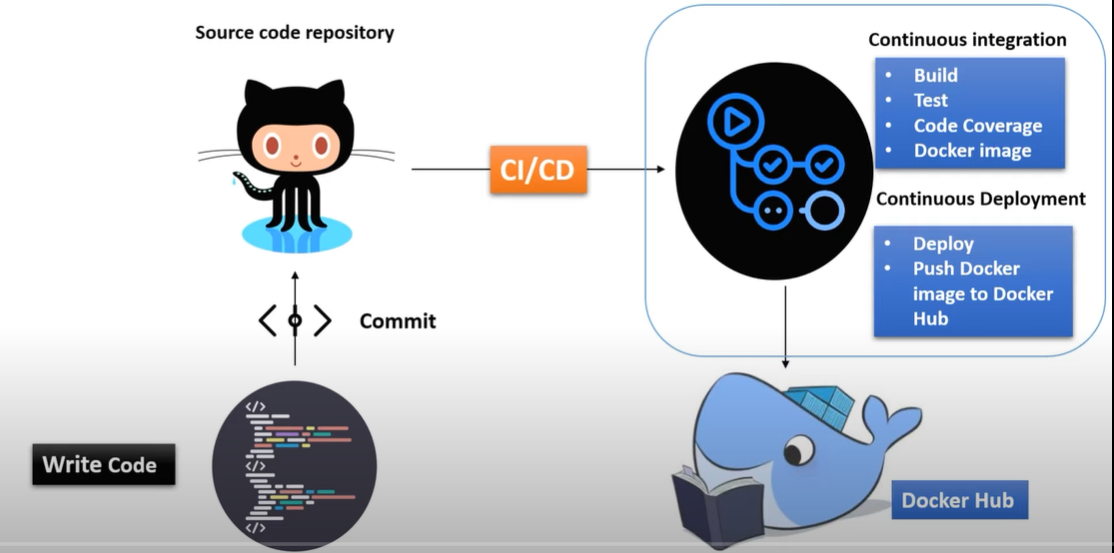 Source code repository
CI/CD
Continuous integration
• Build
• Test
• Code Coverage
• Docker image
Continuous Deployment
• Deploy
• Push Docker
image to Docker
Hub
Commit
Write Code
</>
</>
</>
Docker Hub